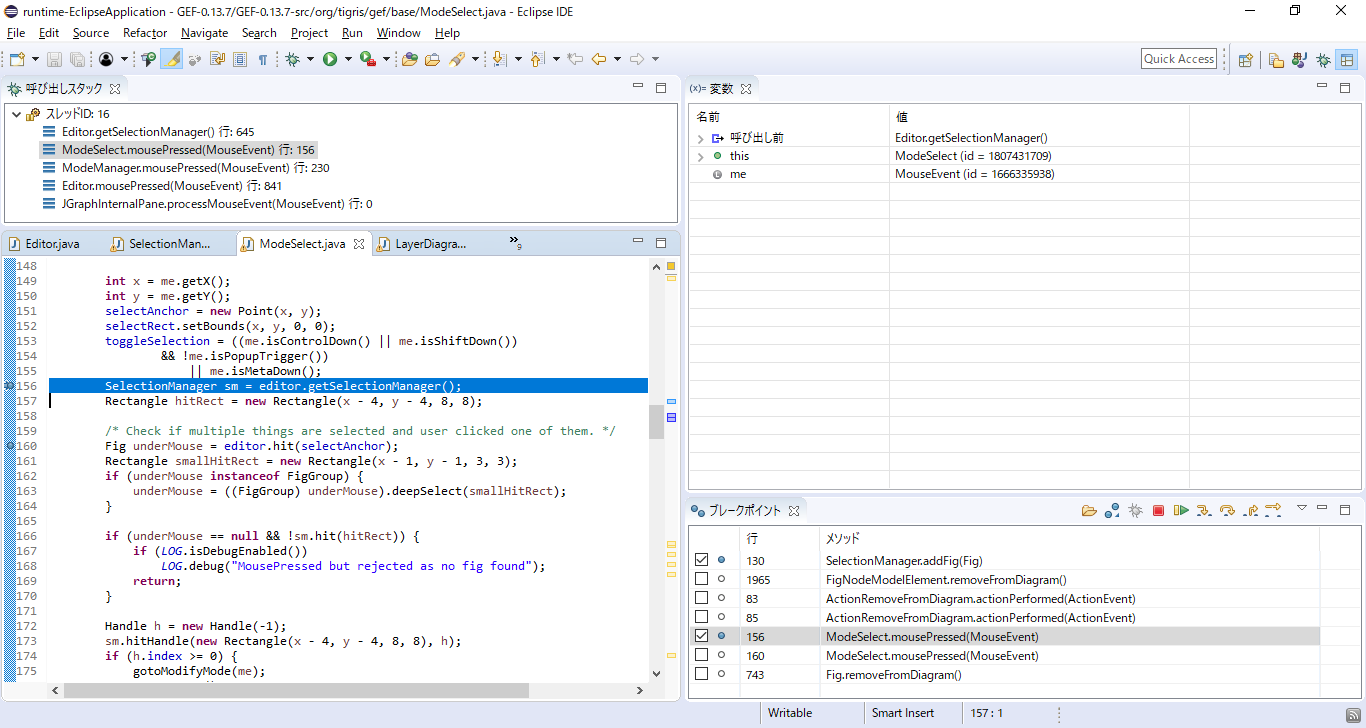 runtime-EclipseApplication - GEF-0.13.7/GEF-0.13.7-src/org/tigris/gef/base/ModeSelect.java - Eclipse IDE
File Edit Source Refactor Navigate Search Project Run Window Help
Quick Access
呼び出しスタック
スレッドID: 16
Editor.getSelectionManager() 行: 645
ModeSelect.mousePressed(MouseEvent) 行: 156
ModeManager.mousePressed(MouseEvent) 行: 230
Editor.mousePressed(MouseEvent) 行: 841
JGraphInternalPane.processMouseEvent(MouseEvent) 行: 0
Editor.java SelectionMan... ModeSelect.java LayerDiagra... »9
148
149 int x = me.getX();
150 int y = me.getY();
151 selectAnchor = new Point(x, y);
152 selectRect.setBounds(x, y, 0, 0);
153 toggleSelection = ((me.isControlDown() || me.isShiftDown())
154 && !me.isPopupTrigger())
155 || me.isMetaDown();
156 SelectionManager sm = editor.getSelectionManager();
157 Rectangle hitRect = new Rectangle(x - 4, y - 4, 8, 8);
158
159 /* Check if multiple things are selected and user clicked one of them. */
160 Fig underMouse = editor.hit(selectAnchor);
161 Rectangle smallHitRect = new Rectangle(x - 1, y - 1, 3, 3);
162 if (underMouse instanceof FigGroup) {
163 underMouse = ((FigGroup) underMouse).deepSelect(smallHitRect);
164 }
165
166 if (underMouse == null && !sm.hit(hitRect)) {
167 if (LOG.isDebugEnabled())
168 LOG.debug("MousePressed but rejected as no fig found");
169 return;
170 }
171
172 Handle h = new Handle(-1);
173 sm.hitHandle(new Rectangle(x - 4, y - 4, 8, 8), h);
174 if (h.index >= 0) {
175 gotoModifyMode(me);
(x)= 変数
名前 値
呼び出し前 Editor.getSelectionManager()
this ModeSelect (id = 1807431709)
me MouseEvent (id = 1666335938)
ブレークポイント
行 メソッド
130 SelectionManager.addFig(Fig)
1965 FigNodeModelElement.removeFromDiagram()
83 ActionRemoveFromDiagram.actionPerformed(ActionEvent)
85 ActionRemoveFromDiagram.actionPerformed(ActionEvent)
156 ModeSelect.mousePressed(MouseEvent)
160 ModeSelect.mousePressed(MouseEvent)
743 Fig.removeFromDiagram()
Writable Smart Insert 157 : 1